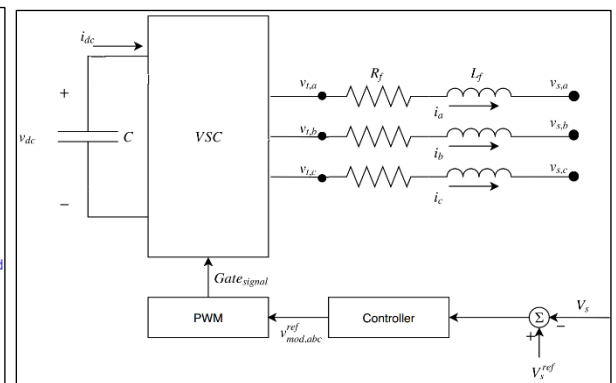 i_dc
+
v_dc
C
−
VSC
v_t,a
R_f
L_f
v_s,a
i_a
v_t,b
v_s,b
i_b
v_t,c
v_s,c
i_c
Gate_signal
PWM
v^ref_mod,abc
Controller
Σ
V_s
−
+
V_s^ref
d